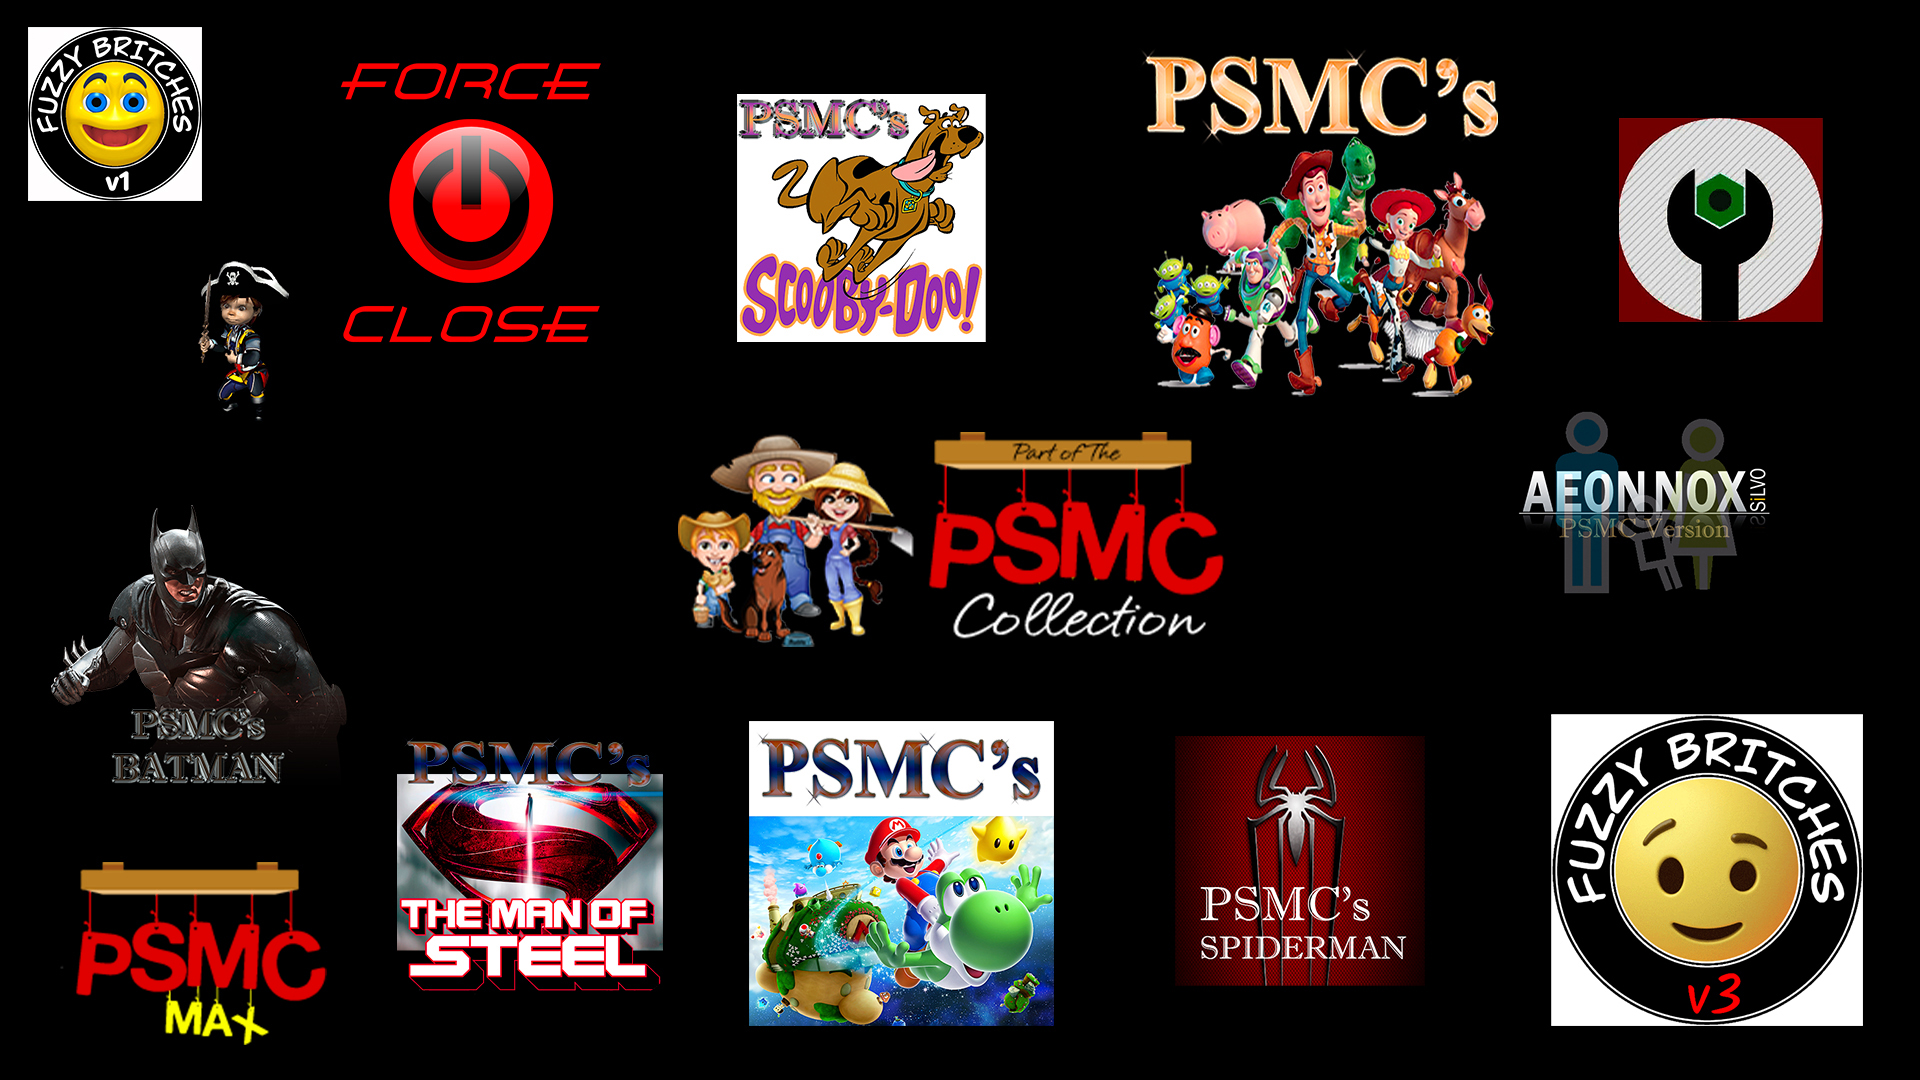 FUZZY BRITCHES
v1
FORCE
CLOSE
PSMC's
SCOOBY-DOO!
PSMC's
Part of The
PSMC
Collection
AEON NOX
SiLVO
PSMC Version
PSMC's
BATMAN
PSMC's
THE MAN OF
STEEL
PSMC's
M
PSMC's
SPIDERMAN
FUZZY BRITCHES
v3
PSMC
MAX